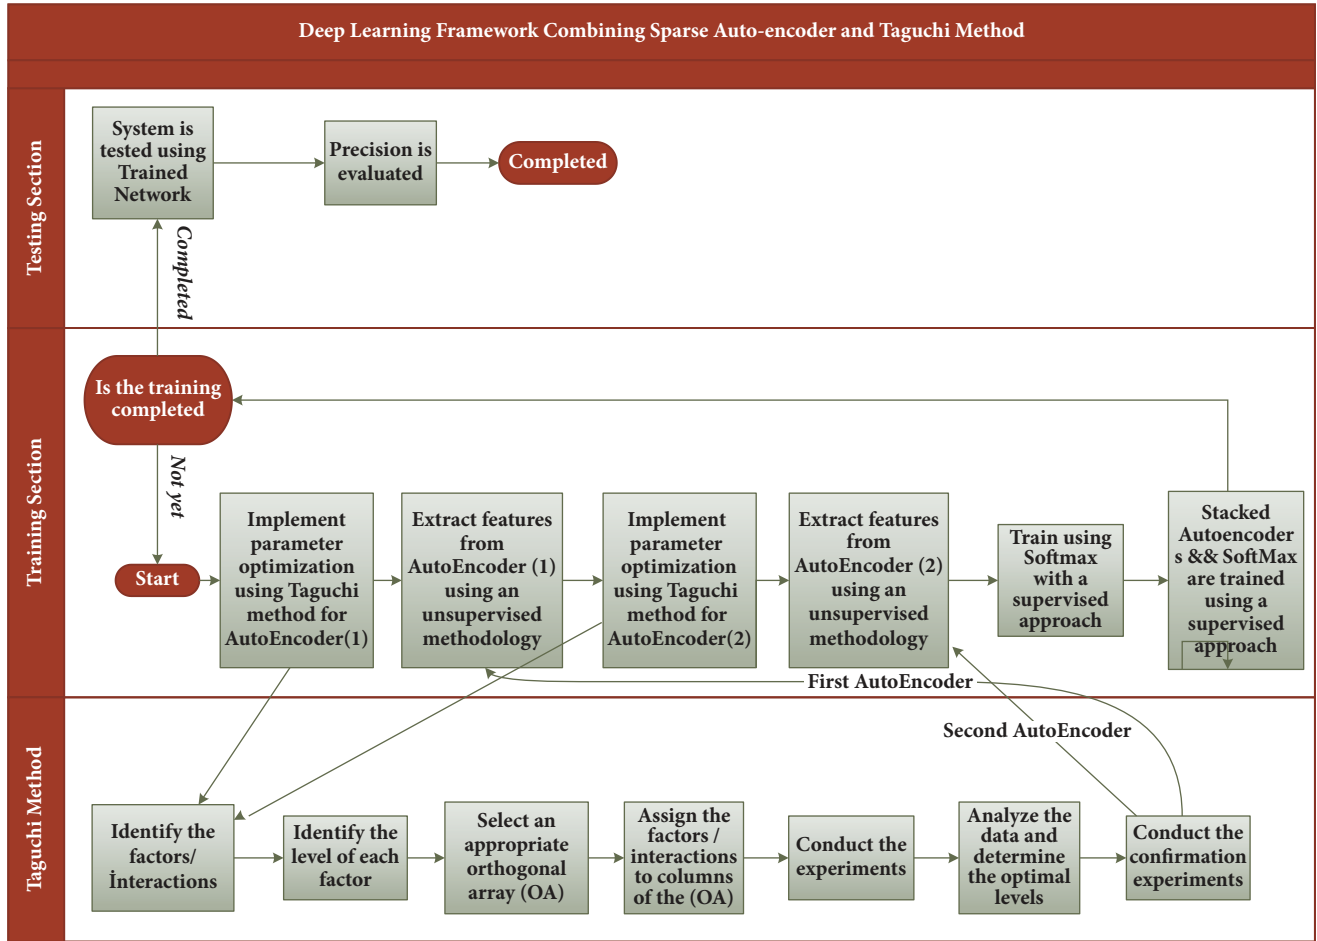 Deep Learning Framework Combining Sparse Auto-encoder and Taguchi Method
Testing Section
System is
tested using
Trained
Network
Precision is
evaluated
Completed
Completed
Training Section
Is the training
completed
Not yet
Start
Implement
parameter
optimization
using Taguchi
method for
AutoEncoder(1)
Extract features
from
AutoEncoder (1)
using an
unsupervised
methodology
Implement
parameter
optimization
using Taguchi
method for
AutoEncoder(2)
Extract features
from
AutoEncoder (2)
using an
unsupervised
methodology
Train using
Softmax
with a
supervised
approach
Stacked
Autoencoder
s && SoftMax
are trained
using a
supervised
approach
First AutoEncoder
Second AutoEncoder
Taguchi Method
Identify the
factors/
İnteractions
Identify the
level of each
factor
Select an
appropriate
orthogonal
array (OA)
Assign the
factors /
interactions
to columns
of the (OA)
Conduct the
experiments
Analyze the
data and
determine
the optimal
levels
Conduct the
confirmation
experiments